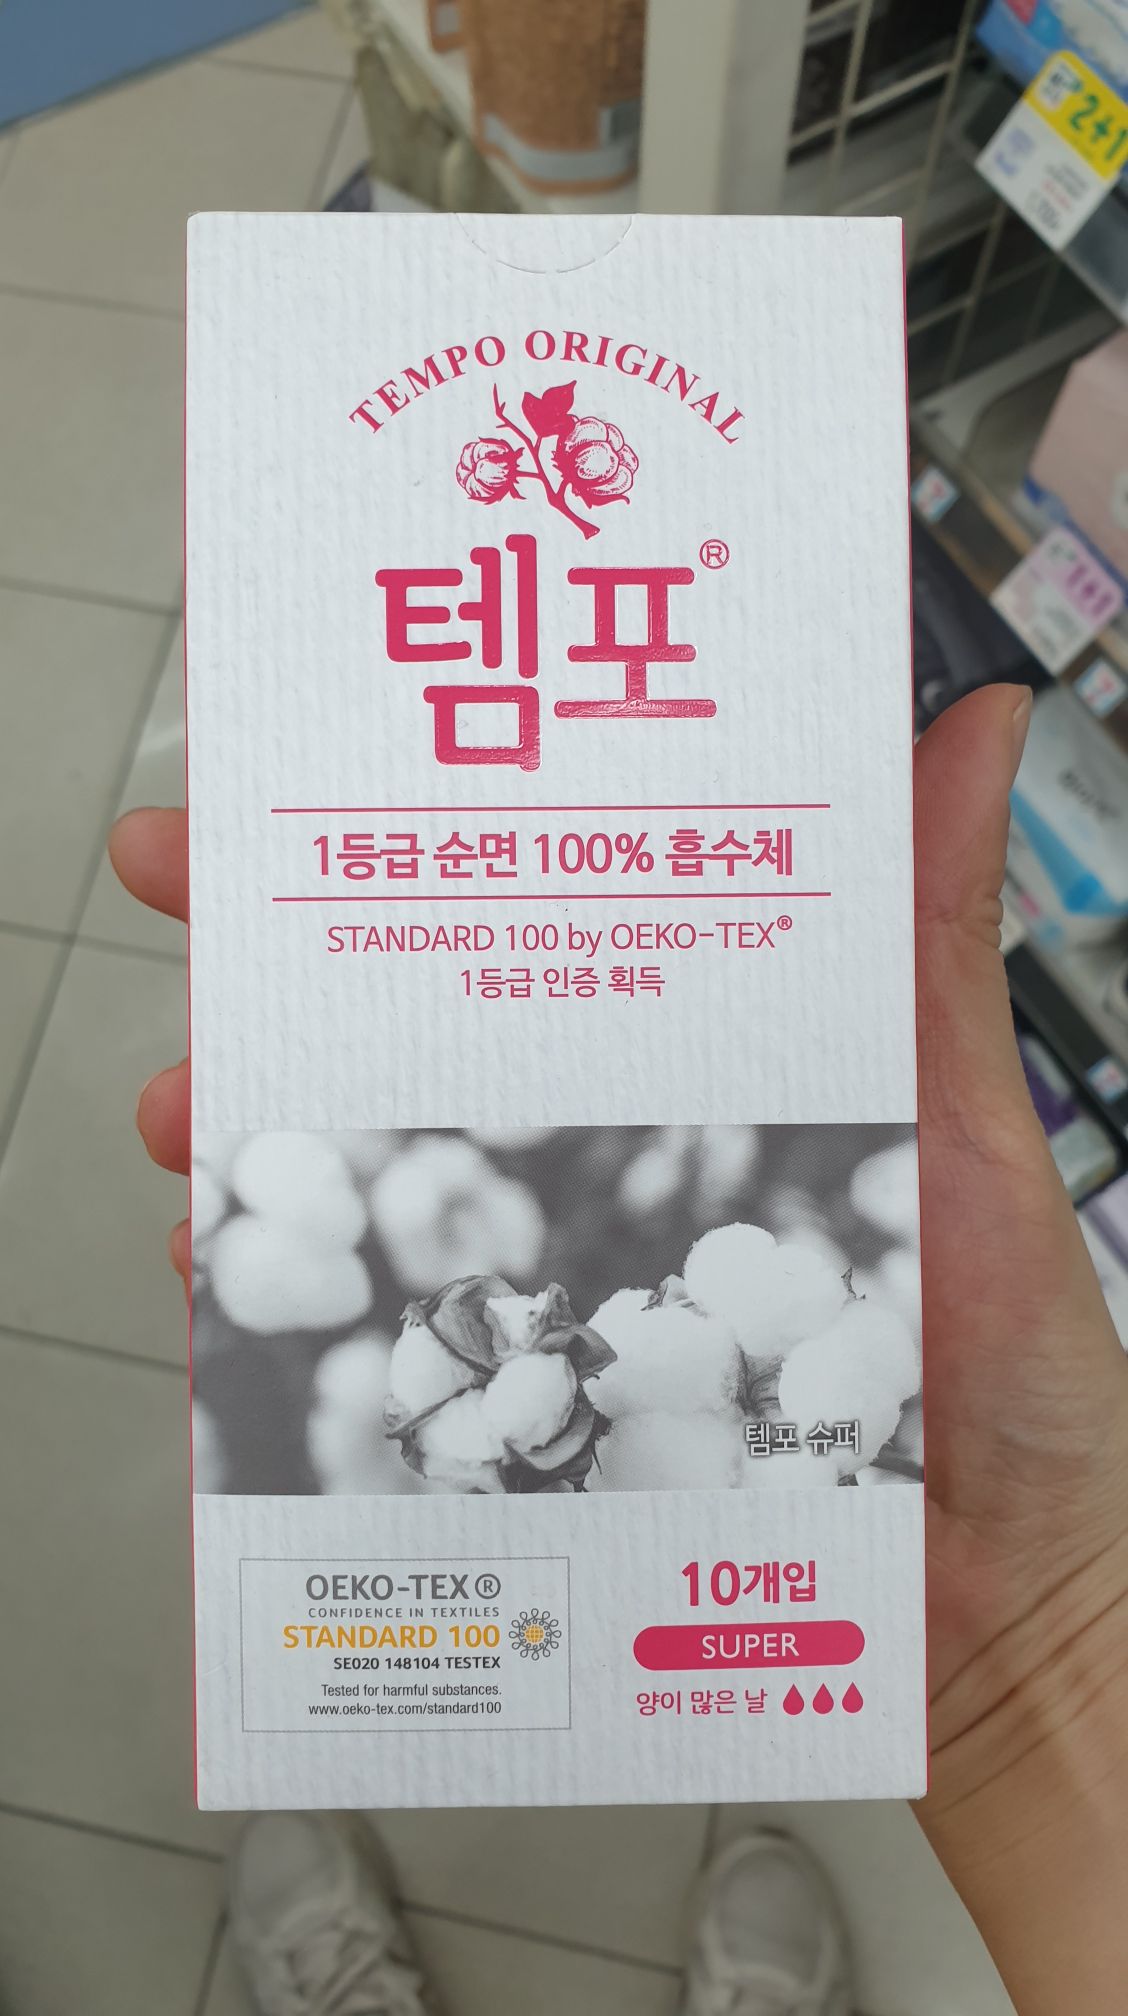 2+1
TEMPO ORIGINAL
템포®
1등급 순면 100% 흡수체
STANDARD 100 by OEKO-TEX®
1등급 인증 획득
템포 슈퍼
OEKO-TEX®
CONFIDENCE IN TEXTILES
STANDARD 100
SE020 148104 TESTEX
Tested for harmful substances.
www.oeko-tex.com/standard100
10개입
SUPER
양이 많은 날
1+1